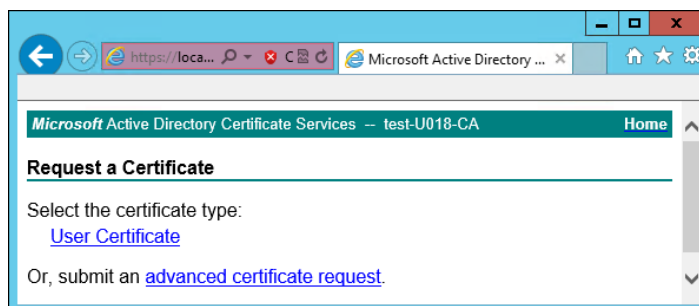 https://loca...
Microsoft Active Directory ...
Microsoft Active Directory Certificate Services -- test-U018-CA Home
Request a Certificate
Select the certificate type:
User Certificate
Or, submit an advanced certificate request.